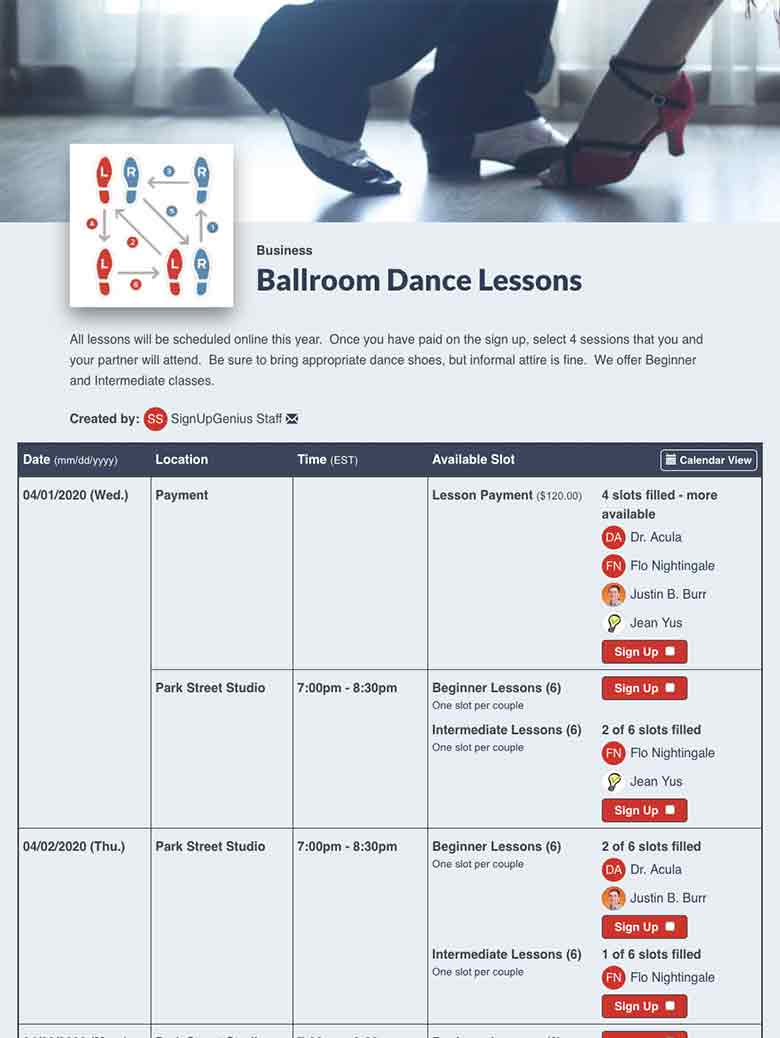 L R 3 R
4 5 1
2
L L R
6
Business
Ballroom Dance Lessons
All lessons will be scheduled online this year. Once you have paid on the sign up, select 4 sessions that you and
your partner will attend. Be sure to bring appropriate dance shoes, but informal attire is fine. We offer Beginner
and Intermediate classes.
Created by: SS SignUpGenius Staff
Date (mm/dd/yyyy) Location Time (EST) Available Slot Calendar View
04/01/2020 (Wed.) Payment Lesson Payment ($120.00) 4 slots filled - more
available
DA Dr. Acula
FN Flo Nightingale
Justin B. Burr
Jean Yus
Sign Up
Park Street Studio 7:00pm - 8:30pm Beginner Lessons (6) Sign Up
One slot per couple
Intermediate Lessons (6) 2 of 6 slots filled
One slot per couple FN Flo Nightingale
Jean Yus
Sign Up
04/02/2020 (Thu.) Park Street Studio 7:00pm - 8:30pm Beginner Lessons (6) 2 of 6 slots filled
One slot per couple DA Dr. Acula
Justin B. Burr
Sign Up
Intermediate Lessons (6) 1 of 6 slots filled
One slot per couple FN Flo Nightingale
Sign Up